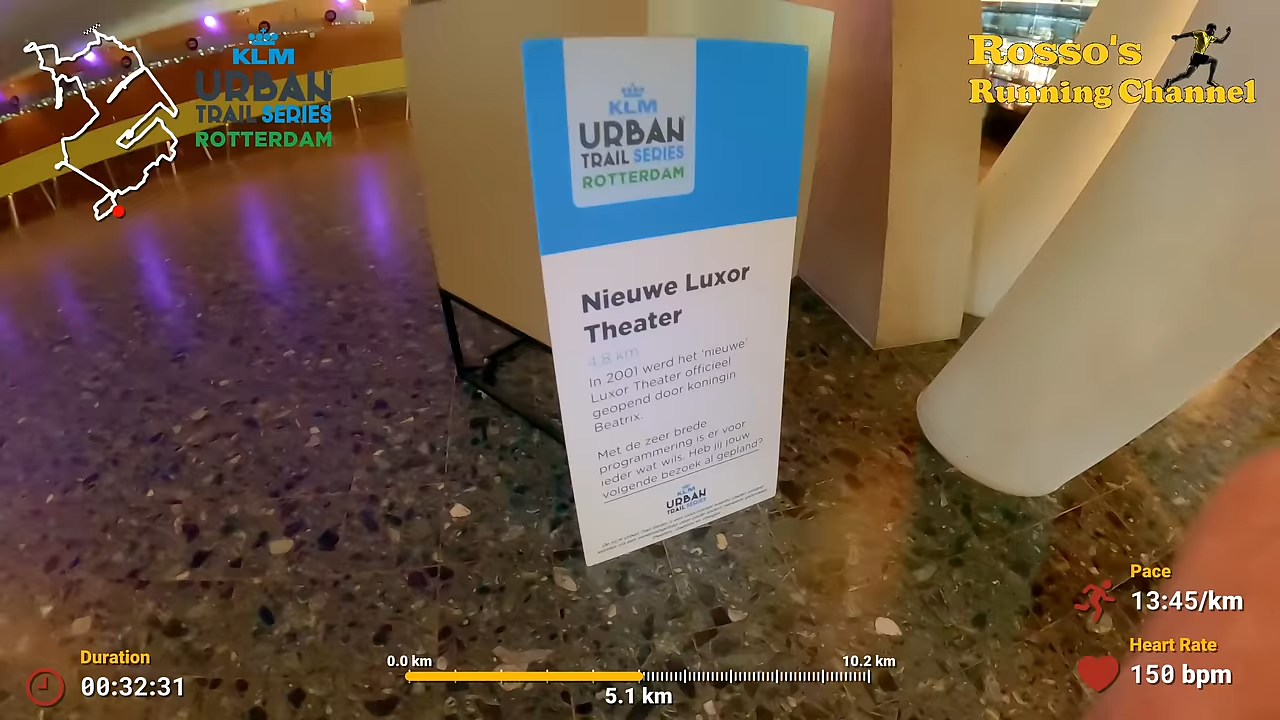 KLM
URBAN
TRAIL SERIES
ROTTERDAM
Rosso's
Running Channel
KLM
URBAN
TRAIL SERIES
ROTTERDAM
Nieuwe Luxor
Theater
4.8 km
In 2001 werd het 'nieuwe'
Luxor Theater officieel
geopend door koningin
Beatrix.
Met de zeer brede
programmering is er voor
ieder wat wils. Heb jij jouw
volgende bezoek al gepland?
KLM
URBAN
TRAIL SERIES
Pace
13:45/km
Heart Rate
150 bpm
Duration
00:32:31
0.0 km
10.2 km
5.1 km